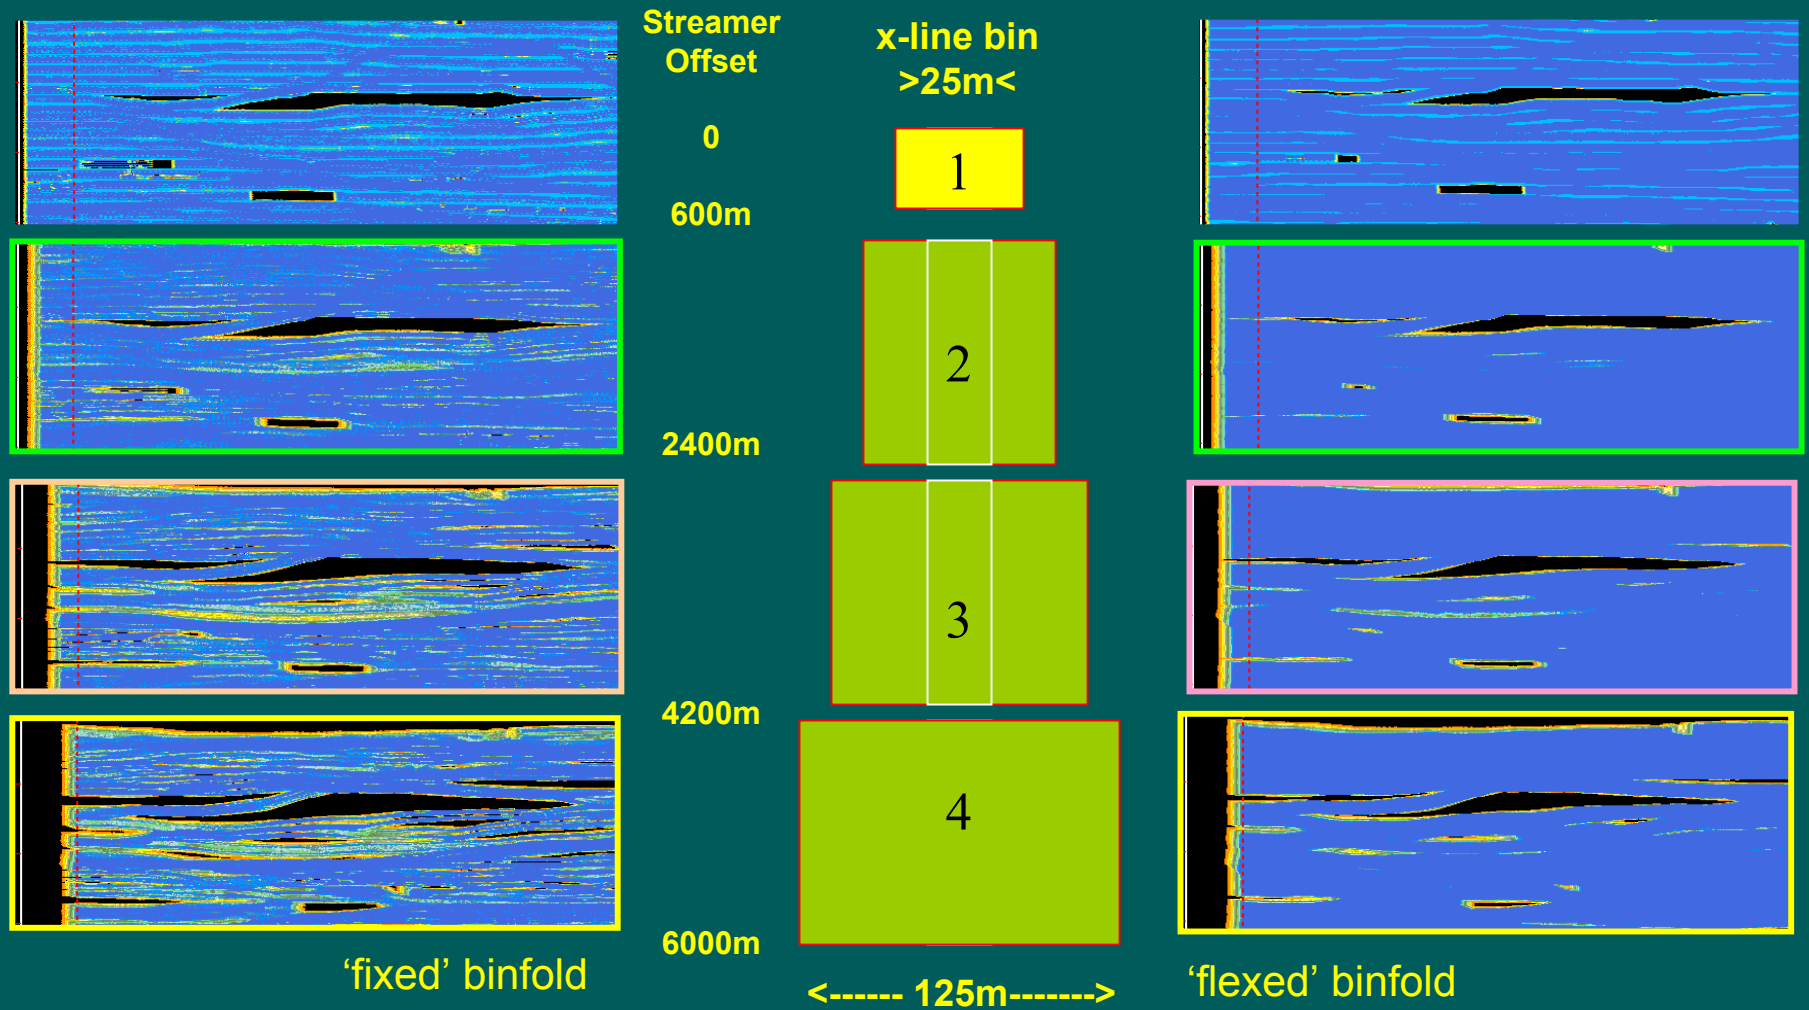 Streamer
Offset
x-line bin
>25m<
0
1
600m
2
2400m
3
4200m
4
6000m
‘fixed’ binfold
<------ 125m------->
‘flexed’ binfold